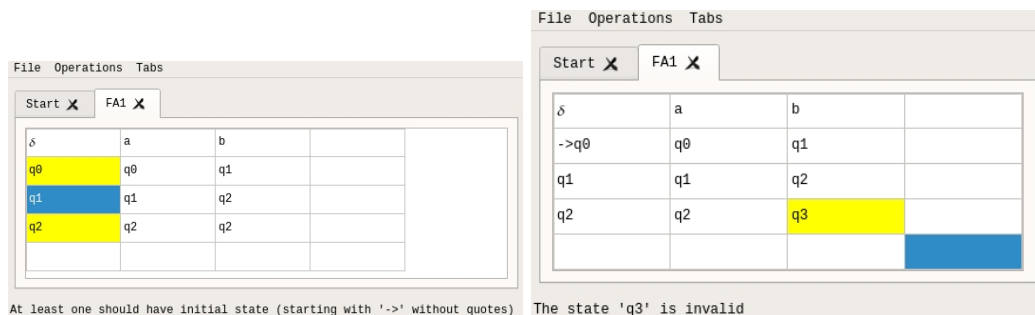 File Operations Tabs
Start FA1
δ a b
q0 q0 q1
q1 q1 q2
q2 q2 q2
At least one should have initial state (starting with '->' without quotes)
File Operations Tabs
Start FA1
δ a b
->q0 q0 q1
q1 q1 q2
q2 q2 q3
The state 'q3' is invalid